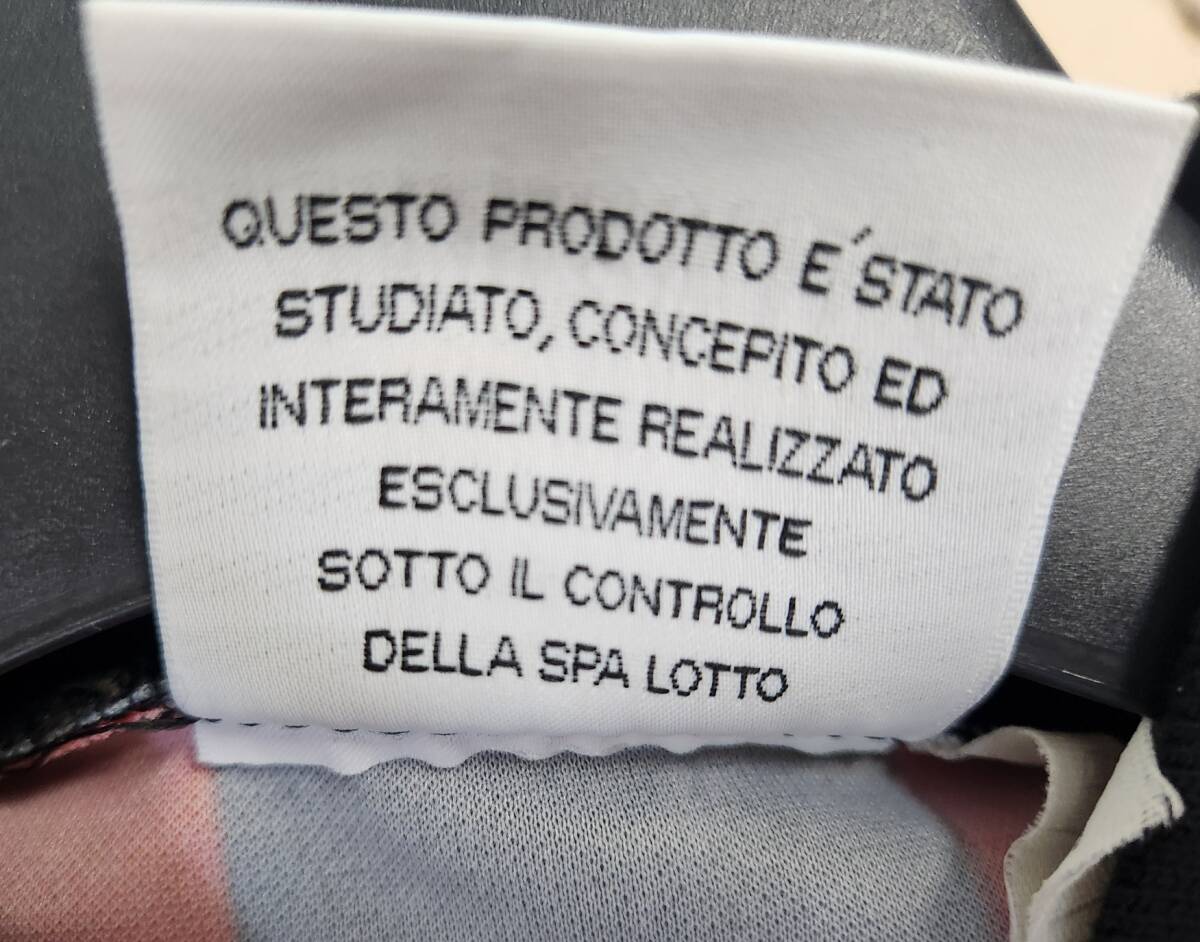 QUESTO PRODOTTO E´ STATO
STUDIATO, CONCEPITO ED
INTERAMENTE REALIZZATO
ESCLUSIVAMENTE
SOTTO IL CONTROLLO
DELLA SPA LOTTO